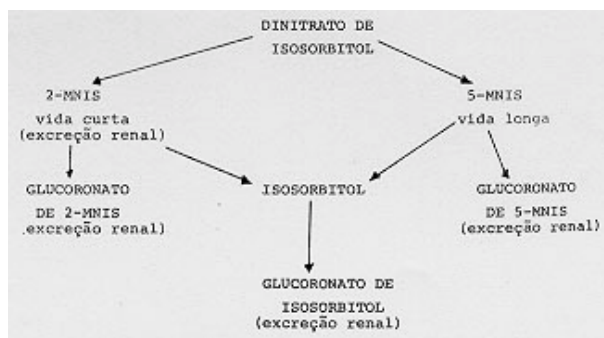 DINITRATO DE
ISOSORBITOL
2-MNIS
vida curta
(excreção renal)
5-MNIS
vida longa
GLUCORONATO
DE 2-MNIS
(excreção renal)
ISOSORBITOL
GLUCORONATO
DE 5-MNIS
(excreção renal)
GLUCORONATO DE
ISOSORBITOL
(excreção renal)